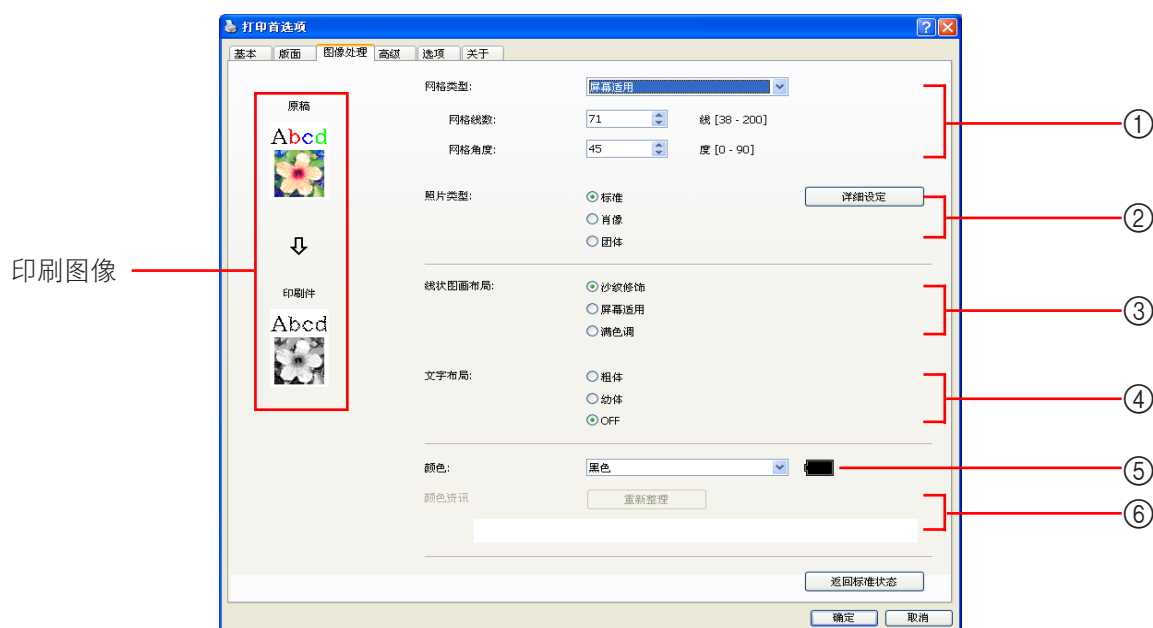 打印首选项
基本 版面 图像处理 高级 选项 关于
网格类型: 屏幕适用
①
原稿
网格线数: 71 线 [38 - 200]
Abcd
网格角度: 45 度 [0 - 90]
照片类型: 标准 详细设定
肖像
②
团体
印刷图像
线状图画布局: 沙纹修饰
印刷件
屏幕适用
③
Abcd
满色调
文字布局: 粗体
幼体
④
OFF
颜色: 黑色
⑤
颜色资讯 重新整理
⑥
返回标准状态
确定 取消